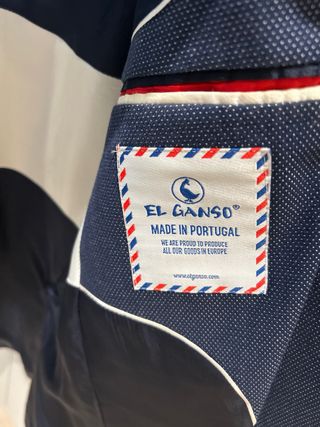 EL GANSO®
MADE IN PORTUGAL
WE ARE PROUD TO PRODUCE
ALL OUR GOODS IN EUROPE
www.elganso.com